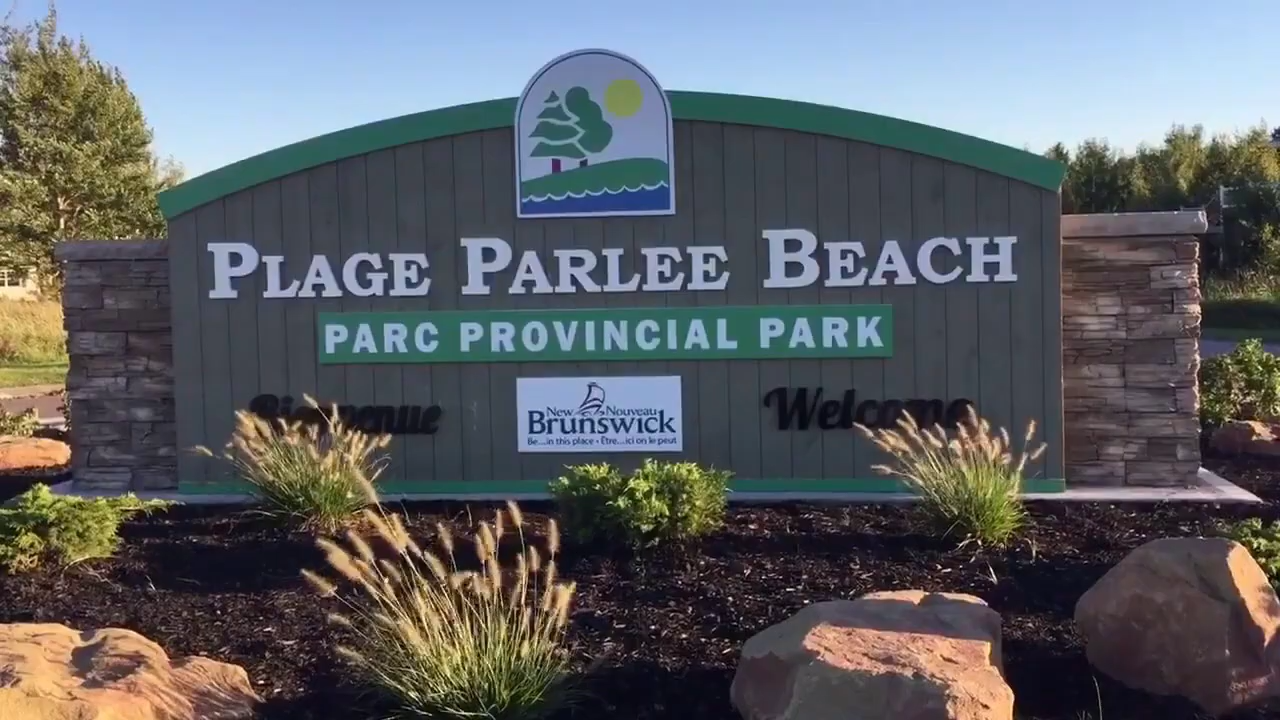 PLAGE PARLEE BEACH
PARC PROVINCIAL PARK
Bienvenue
Welcome
New Nouveau
Brunswick
Be...in this place • Être...ici on le peut